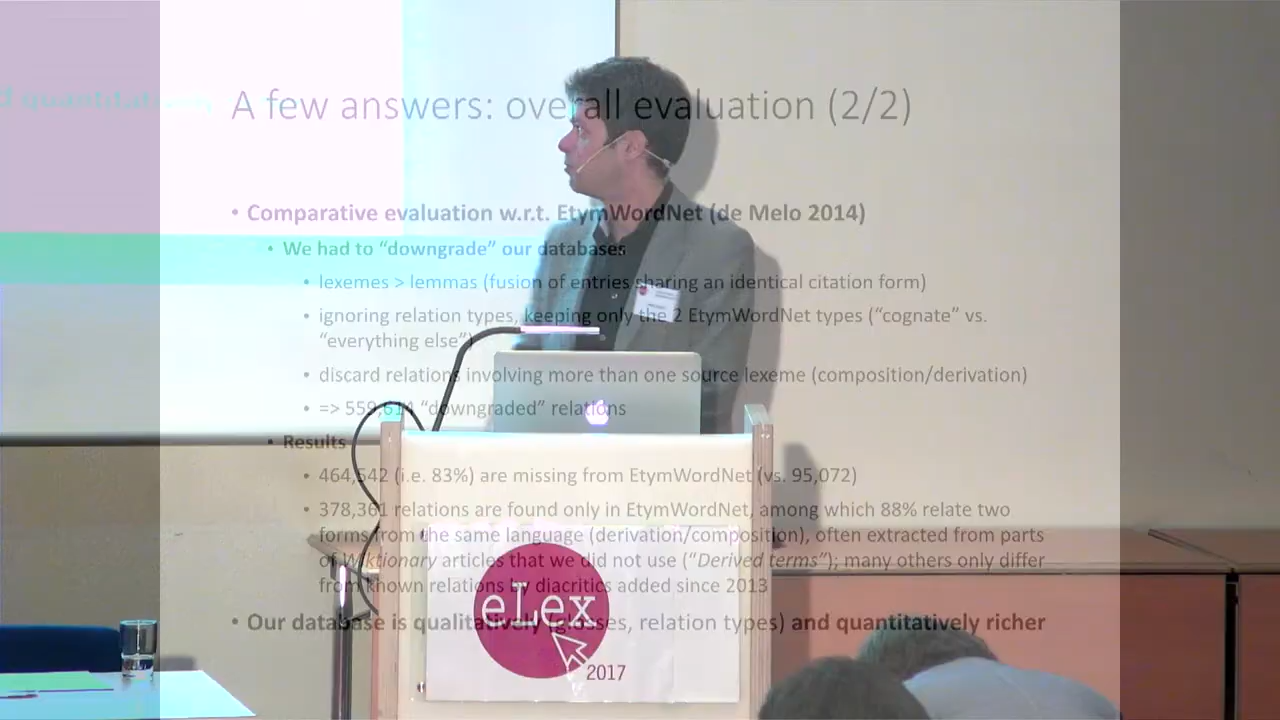 d quantitat
A few answers: overall evaluation (2/2)
• Comparative evaluation w.r.t. EtymWordNet (de Melo 2014)
• We had to “downgrade” our databases
• lexemes > lemmas (fusion of entries sharing an identical citation form)
• ignoring relation types, keeping only the 2 EtymWordNet types (“cognate” vs.
“everything else”)
• discard relations involving more than one source lexeme (composition/derivation)
• => 559,614 “downgraded” relations
• Results
• 464,542 (i.e. 83%) are missing from EtymWordNet (vs. 95,072)
• 378,361 relations are found only in EtymWordNet, among which 88% relate two
forms from the same language (derivation/composition), often extracted from parts
of Wiktionary articles that we did not use (“Derived terms”); many others only differ
from known relations by diacritics added since 2013
• Our database is qualitatively (glosses, relation types) and quantitatively richer
eLex
2017